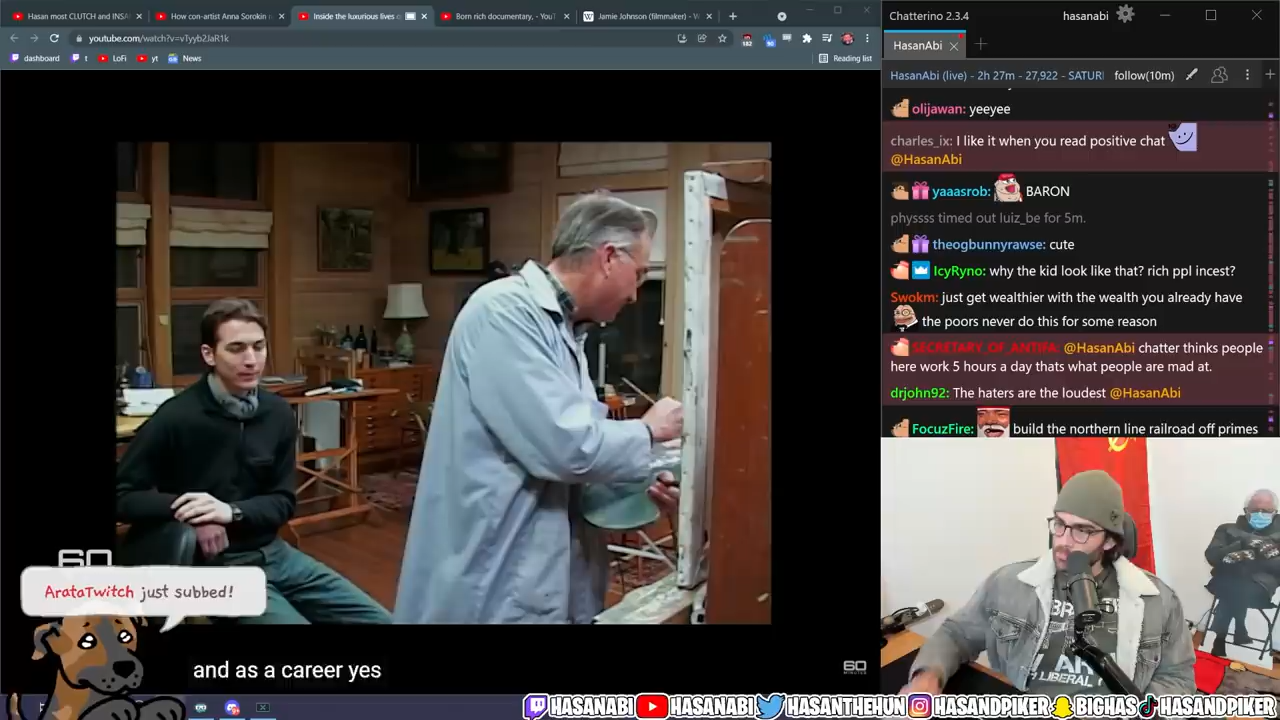 Hasan most CLUTCH and INSA
How con-artist Anna Sorokin
Inside the luxurious lives
Born rich documentary, - YouT
Jamie Johnson (filmmaker) - W
youtube.com/watch?v=vTyyb2JaR1k
dashboard
t
LoFi
yt
News
Reading list
Chatterino 2.3.4
hasanabi
HasanAbi
HasanAbi (live) - 2h 27m - 27,922 - SATUR
follow(10m)
olijawan: yeeyee
charles_ix: I like it when you read positive chat
@HasanAbi
yaaasrob: BARON
physsss timed out luiz_be for 5m.
theogbunnyrawse: cute
IcyRyno: why the kid look like that? rich ppl incest?
Swokm: just get wealthier with the wealth you already have
the poors never do this for some reason
SECRETARY_OF_ANTIFA: @HasanAbi chatter thinks people
here work 5 hours a day thats what people are mad at.
drjohn92: The haters are the loudest @HasanAbi
FocuzFire: build the northern line railroad off primes
60
ArataTwitch just subbed!
and as a career yes
60
MINUTES
LIBERAL
HASANABI HASANABI HASANTHEHUN HASANDPIKER BIGHAS HASANDPIKER